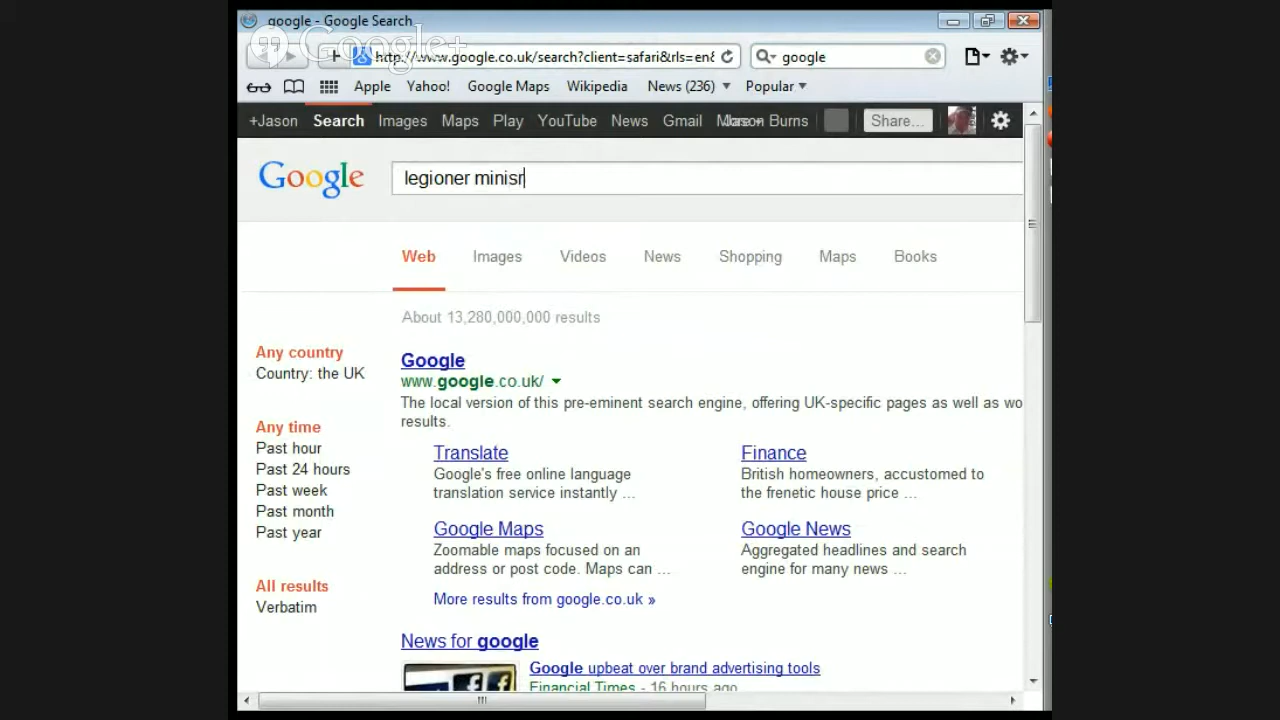 google - Google Search
Google+
http://www.google.co.uk/search?client=safari&rls=en&
google
Apple Yahoo! Google Maps Wikipedia News (236) Popular
+Jason Search Images Maps Play YouTube News Gmail Jason Burns Share...
Google
legioner minisr
Web Images Videos News Shopping Maps Books
About 13,280,000,000 results
Any country
Country: the UK
Any time
Past hour
Past 24 hours
Past week
Past month
Past year
All results
Verbatim
Google
www.google.co.uk/
The local version of this pre-eminent search engine, offering UK-specific pages as well as wo
results.
Translate
Google's free online language
translation service instantly ...
Finance
British homeowners, accustomed to
the frenetic house price ...
Google Maps
Zoomable maps focused on an
address or post code. Maps can ...
Google News
Aggregated headlines and search
engine for many news ...
More results from google.co.uk »
News for google
Google upbeat over brand advertising tools
Financial Times - 16 hours ago